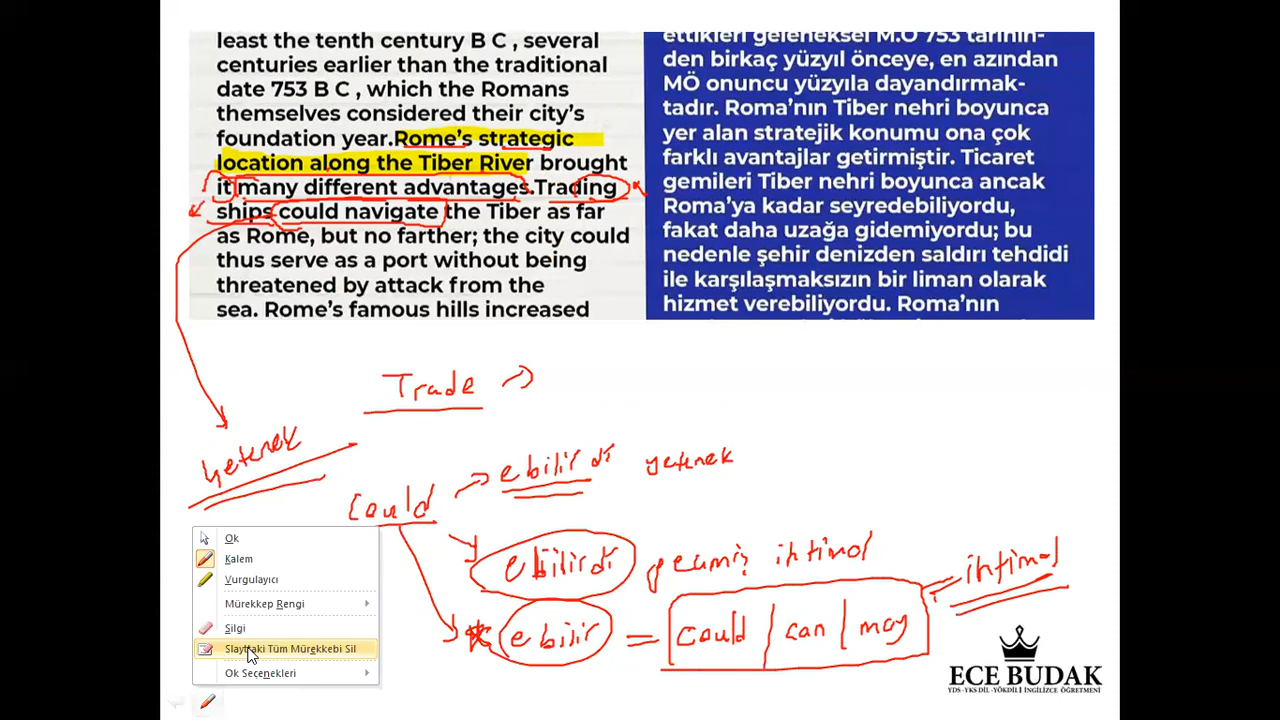 least the tenth century B C , several
centuries earlier than the traditional
date 753 B C , which the Romans
themselves considered their city's
foundation year.Rome's strategic
location along the Tiber River brought
it many different advantages.Trading
ships could navigate the Tiber as far
as Rome, but no farther; the city could
thus serve as a port without being
threatened by attack from the
sea. Rome's famous hills increased
ettikleri geleneksel M.Ö 753 tarihin-
den birkaç yüzyıl önceye, en azından
MÖ onuncu yüzyıla dayandırmak-
tadır. Roma'nın Tiber nehri boyunca
yer alan stratejik konumu ona çok
farklı avantajlar getirmiştir. Ticaret
gemileri Tiber nehri boyunca ancak
Roma'ya kadar seyredebiliyordu,
fakat daha uzağa gidemiyordu; bu
nedenle şehir denizden saldırı tehdidi
ile karşılaşmaksızın bir liman olarak
hizmet verebiliyordu. Roma'nın
Trade
yetenek
Could ebilirdi yetenek
ebilirdi geçmiş ihtimal
ebilir = could / can / may ihtimal
Ok
Kalem
Vurgulayıcı
Mürekkep Rengi
Silgi
Slayttaki Tüm Mürekkebi Sil
Ok Seçenekleri
ECE BUDAK
YDS -YKS DİL -YÖKDİL | İNGİLİZCE ÖĞRETMENİ